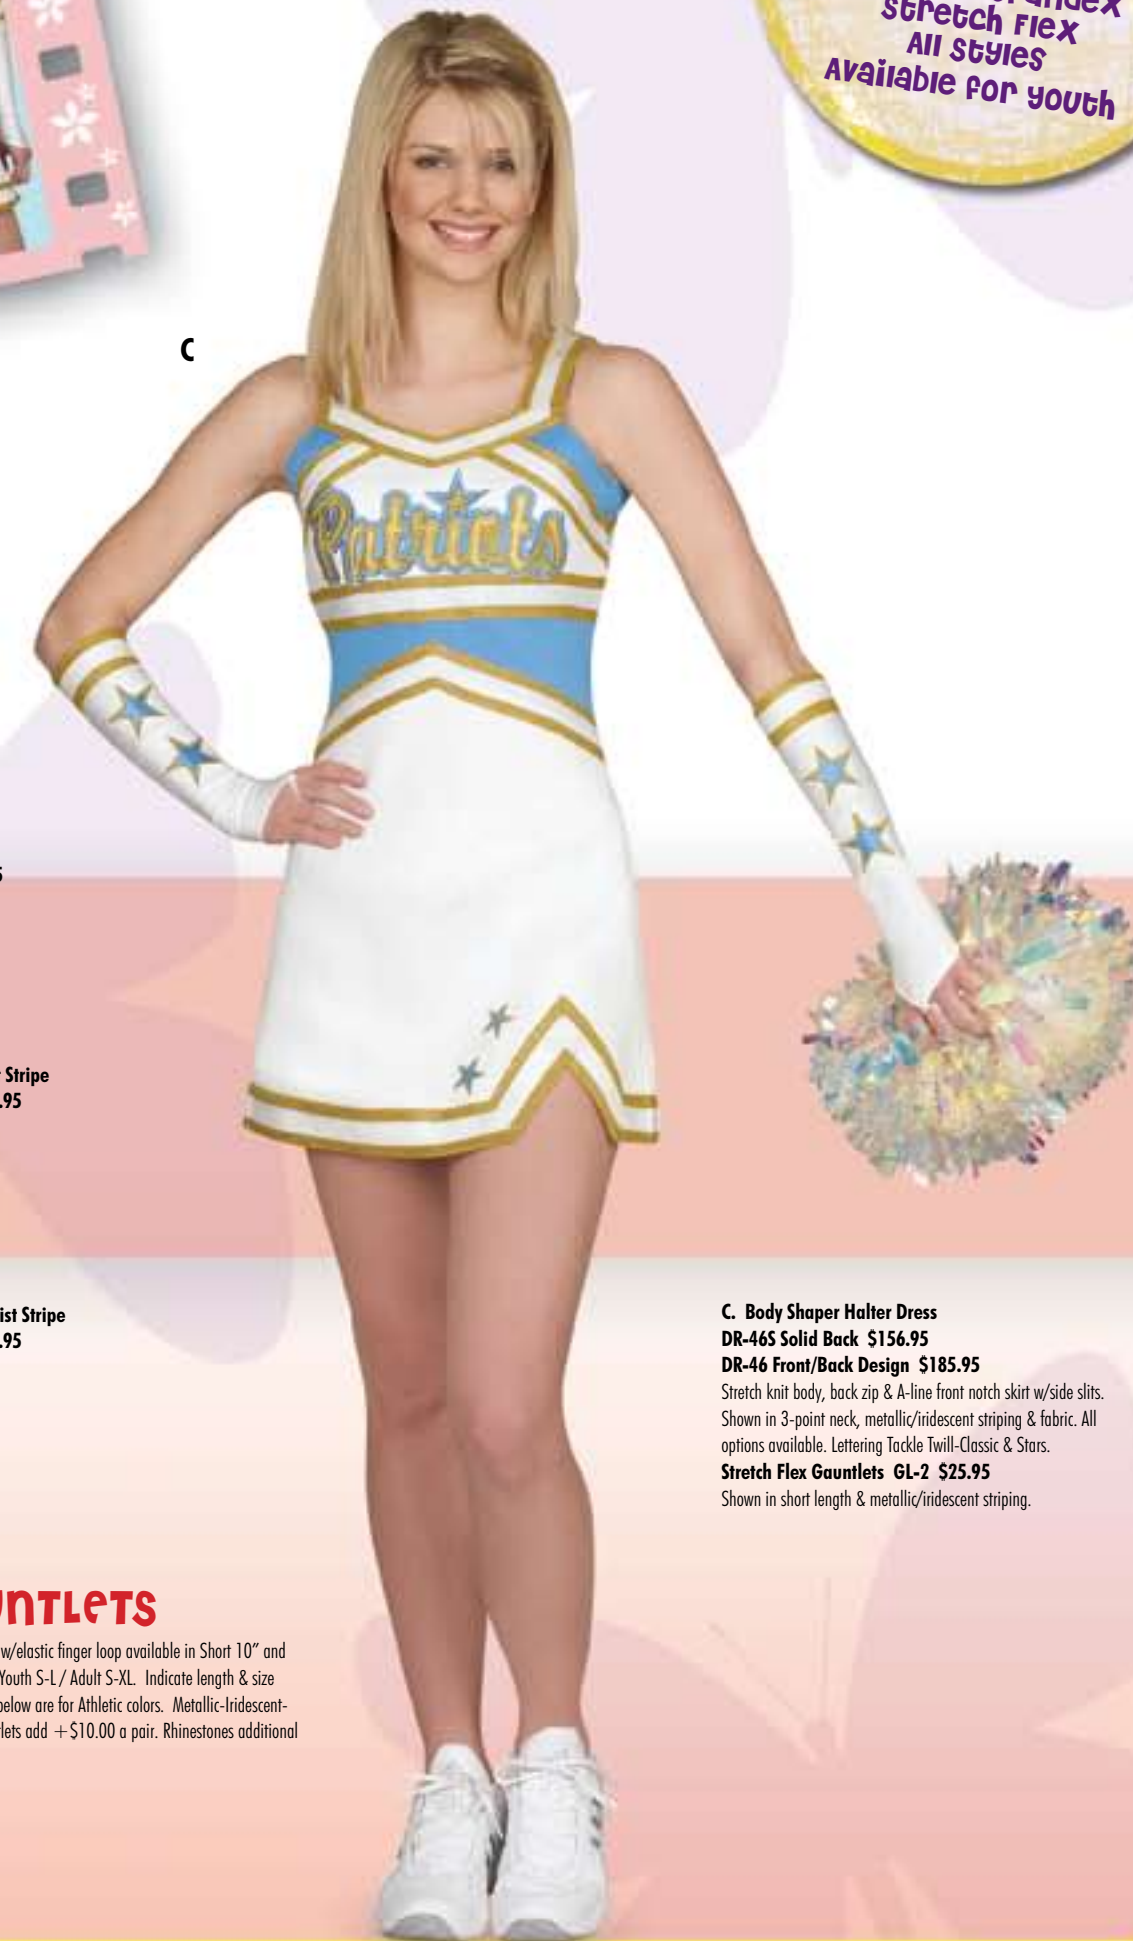 Stretch Flex
All Styles
Available for youth
C
Patriots
Stripe
.95
ist Stripe
.95
C. Body Shaper Halter Dress
DR-46S Solid Back $156.95
DR-46 Front/Back Design $185.95
Stretch knit body, back zip & A-line front notch skirt w/side slits.
Shown in 3-point neck, metallic/iridescent striping & fabric. All
options available. Lettering Tackle Twill-Classic & Stars.
Stretch Flex Gauntlets GL-2 $25.95
Shown in short length & metallic/iridescent striping.
UNTLETS
w/elastic finger loop available in Short 10" and
Youth S-L / Adult S-XL. Indicate length & size
below are for Athletic colors. Metallic-Iridescent-
lets add +$10.00 a pair. Rhinestones additional